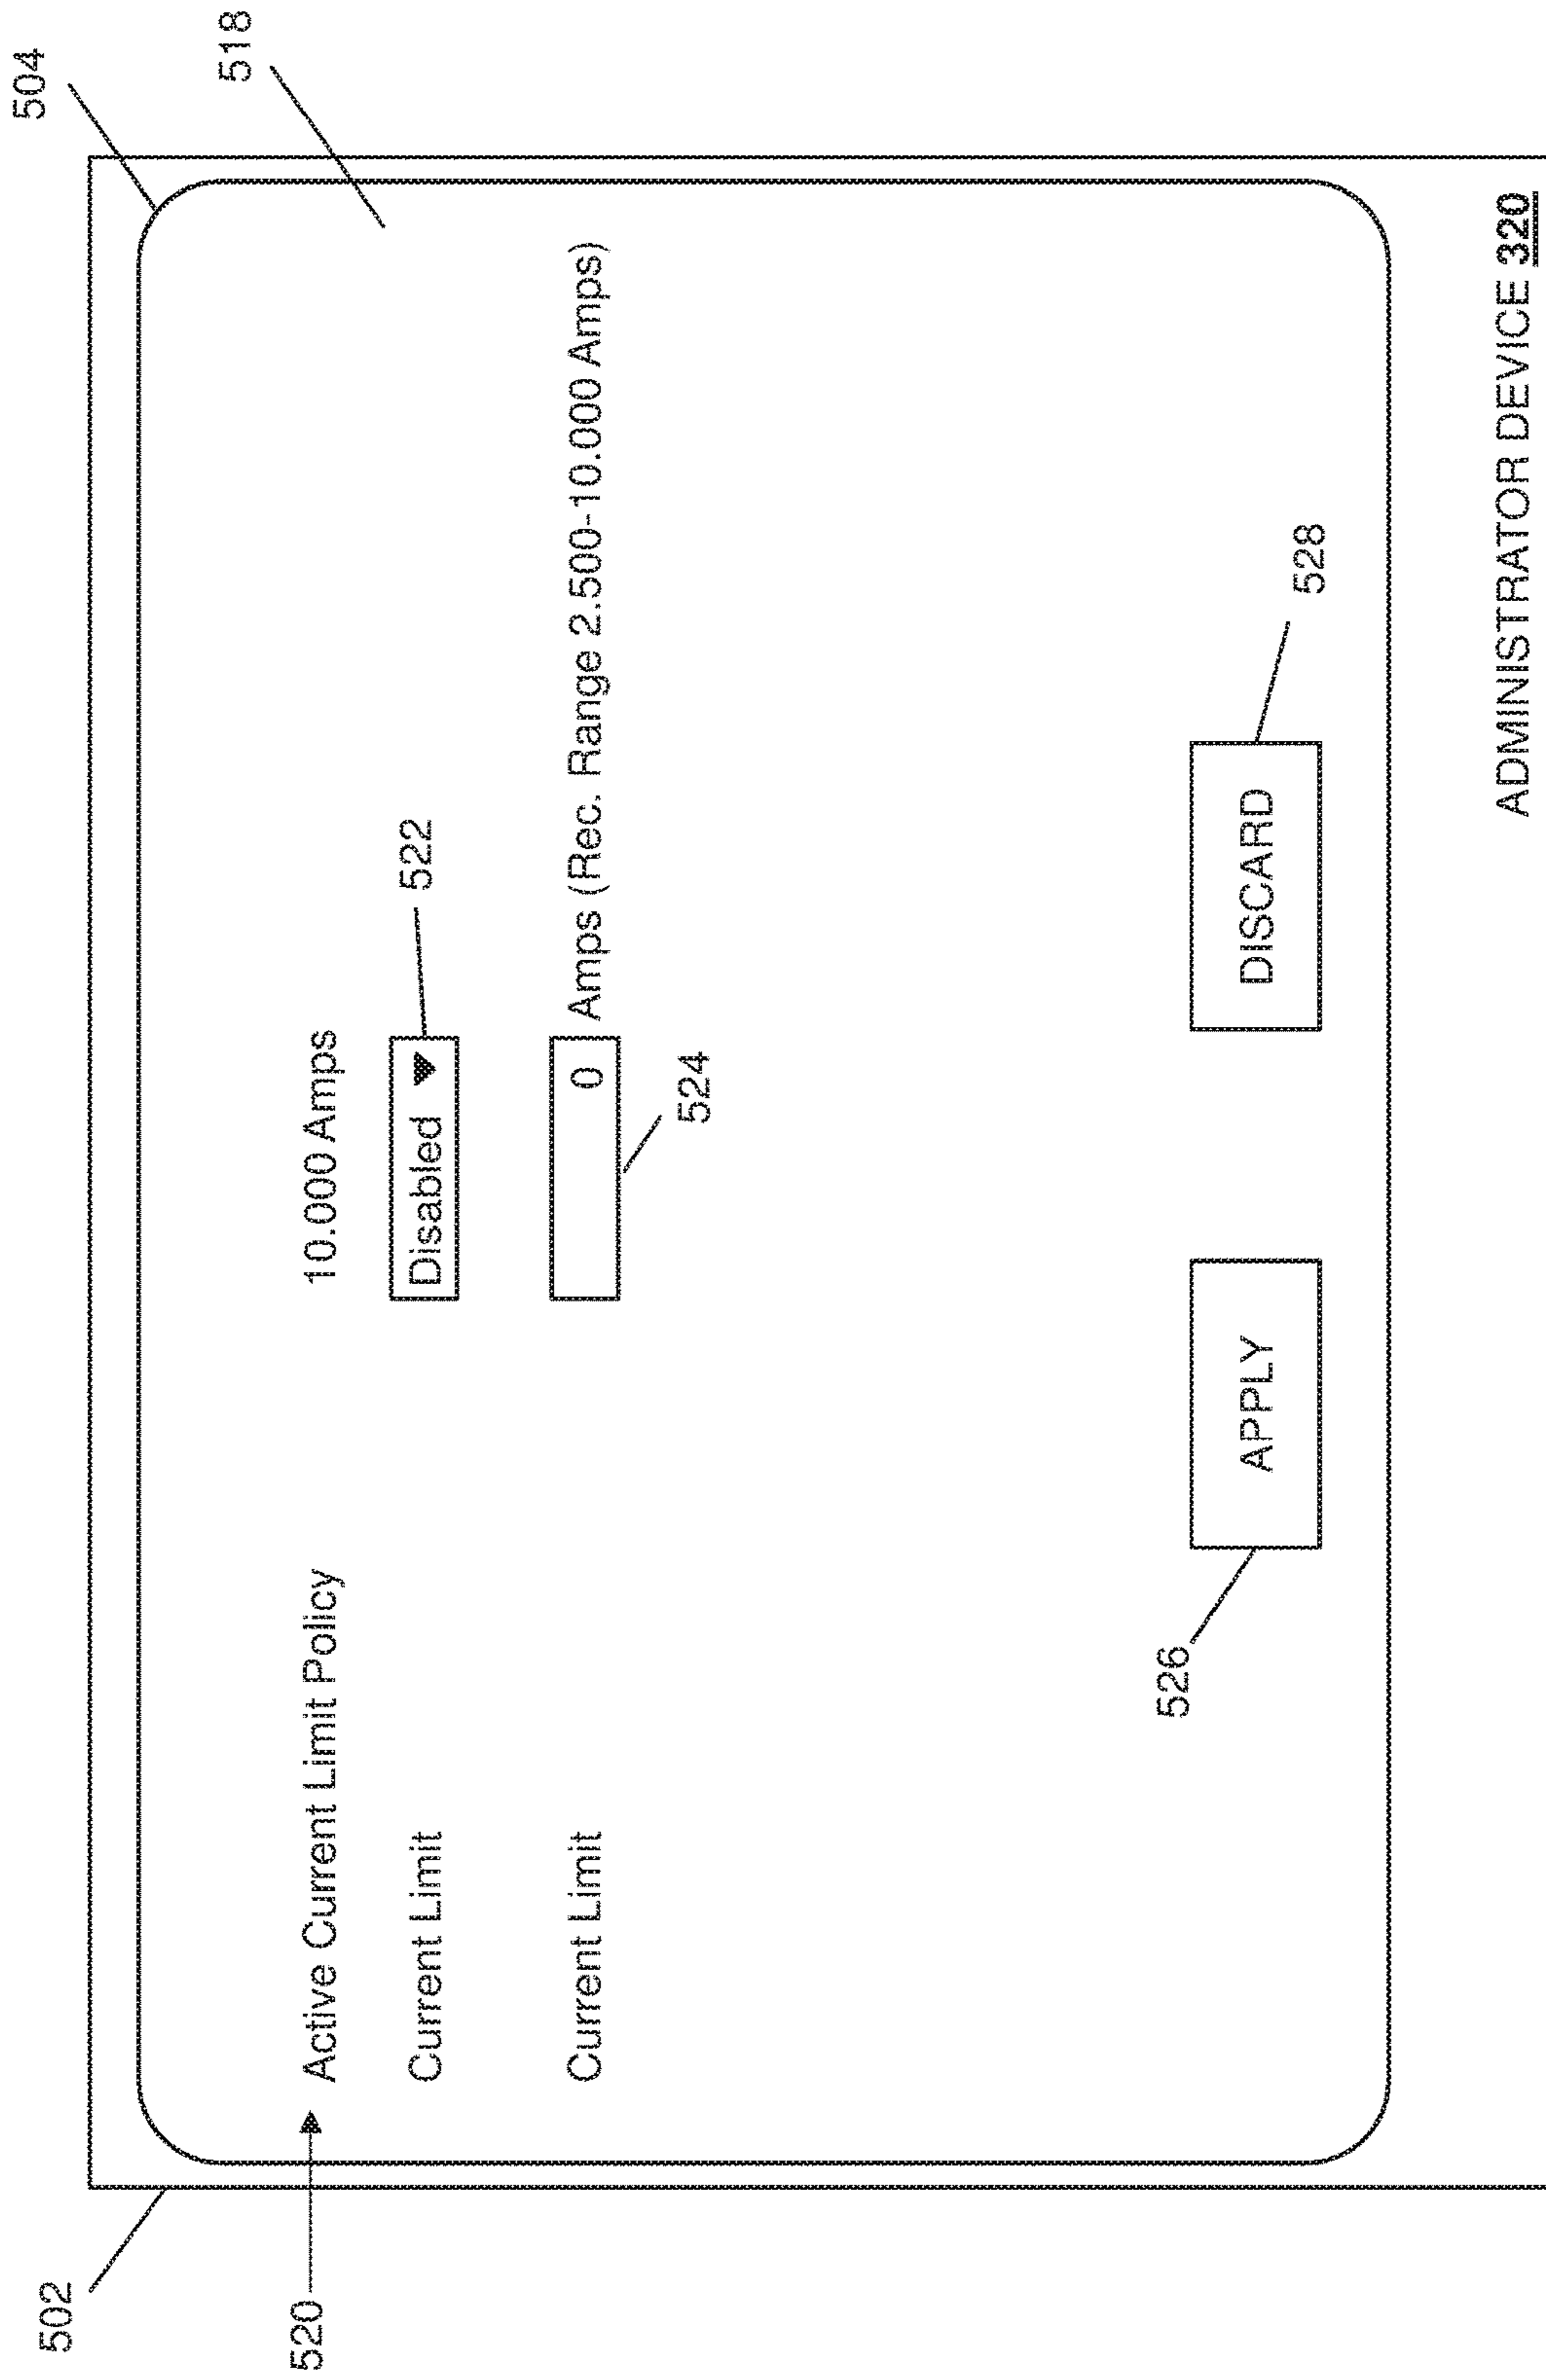 504
518
502
520
Active Current Limit Policy 10.000 Amps
Current Limit Disabled 522
Current Limit 0 Amps (Rec. Range 2.500-10.000 Amps)
524
526
528
APPLY DISCARD
ADMINISTRATOR DEVICE 320